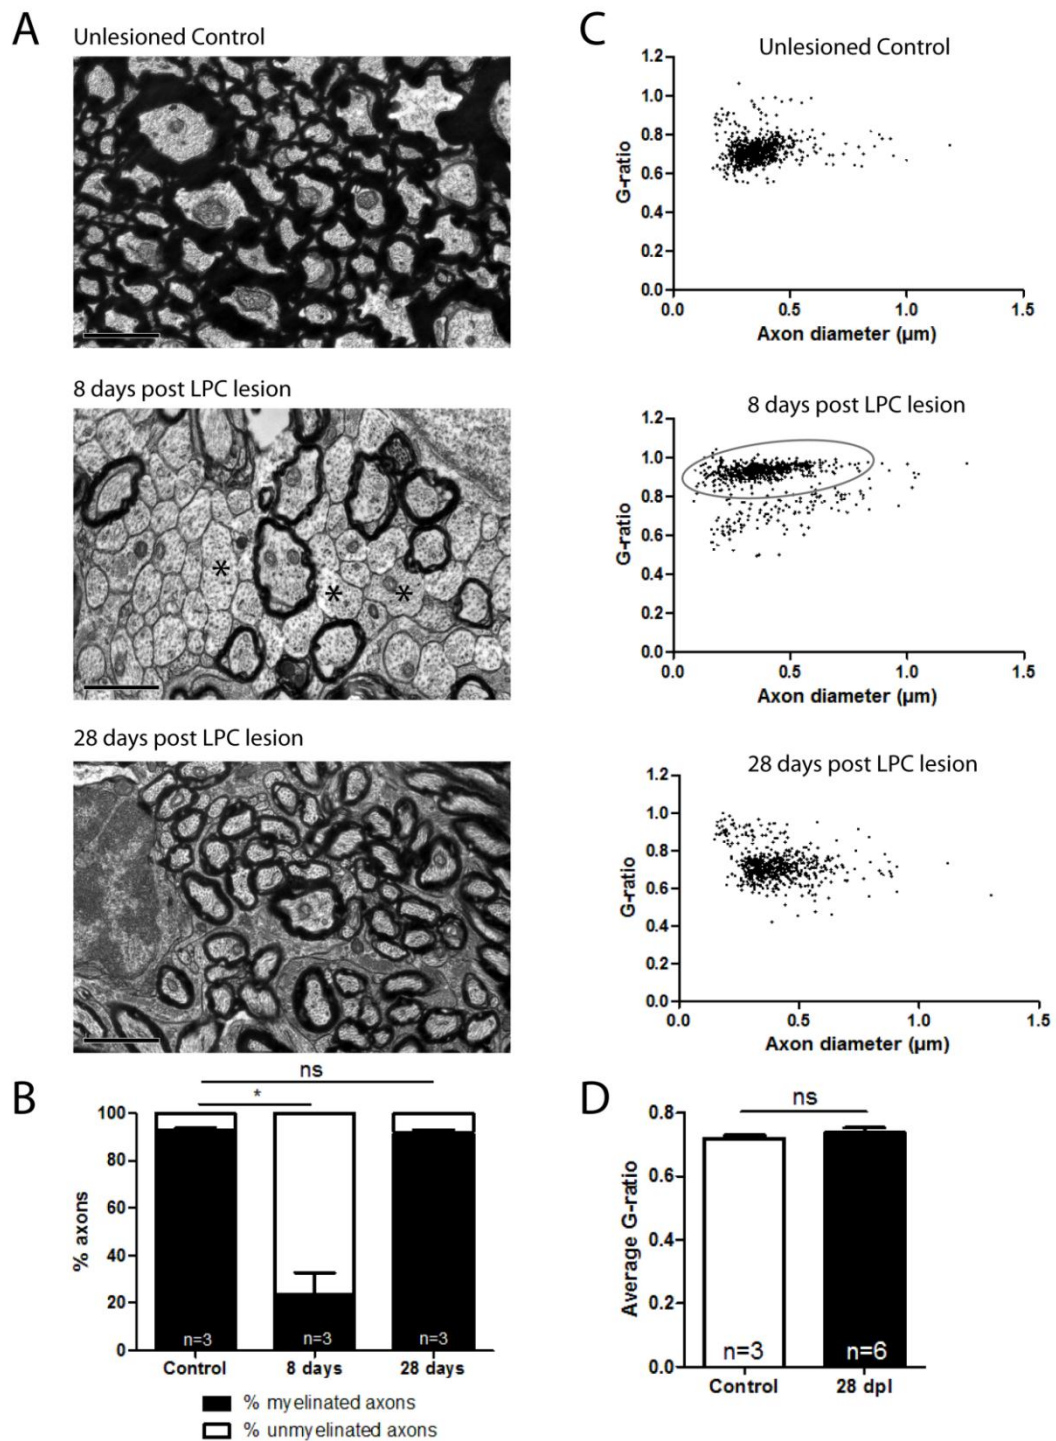 A
Unlesioned Control
8 days post LPC lesion
* * *
28 days post LPC lesion
B
ns
*
100
80
60
40
20
0
% axons
n=3 n=3 n=3
Control 8 days 28 days
% myelinated axons
% unmyelinated axons
C
Unlesioned Control
1.2
1.0
0.8
0.6
0.4
0.2
0.0
G-ratio
0.0 0.5 1.0 1.5
Axon diameter (µm)
8 days post LPC lesion
1.2
1.0
0.8
0.6
0.4
0.2
0.0
G-ratio
0.0 0.5 1.0 1.5
Axon diameter (µm)
28 days post LPC lesion
1.2
1.0
0.8
0.6
0.4
0.2
0.0
G-ratio
0.0 0.5 1.0 1.5
Axon diameter (µm)
D
ns
0.8
0.6
0.4
0.2
0.0
Average G-ratio
n=3 n=6
Control 28 dpl